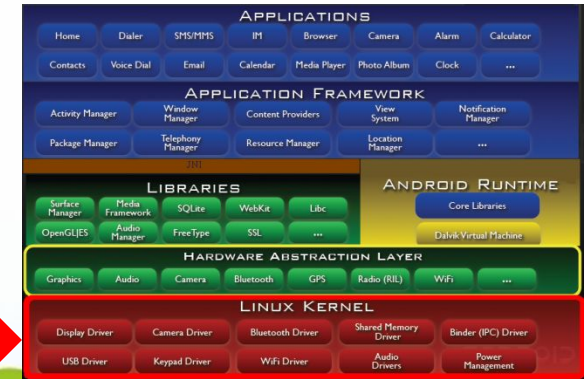 APPLICATIONS
Home Dialer SMS/MMS IM Browser Camera Alarm Calculator
Contacts Voice Dial Email Calendar Media Player Photo Album Clock ...
APPLICATION FRAMEWORK
Activity Manager Window Manager Content Providers View System Notification Manager
Package Manager Telephony Manager Resource Manager Location Manager ...
JNI
LIBRARIES
Surface Manager Media Framework SQLite WebKit Libc
OpenGL|ES Audio Manager FreeType SSL ...
ANDROID RUNTIME
Core Libraries
Dalvik Virtual Machine
HARDWARE ABSTRACTION LAYER
Graphics Audio Camera Bluetooth GPS Radio (RIL) WiFi ...
LINUX KERNEL
Display Driver Camera Driver Bluetooth Driver Shared Memory Driver Binder (IPC) Driver
USB Driver Keypad Driver WiFi Driver Audio Drivers Power Management